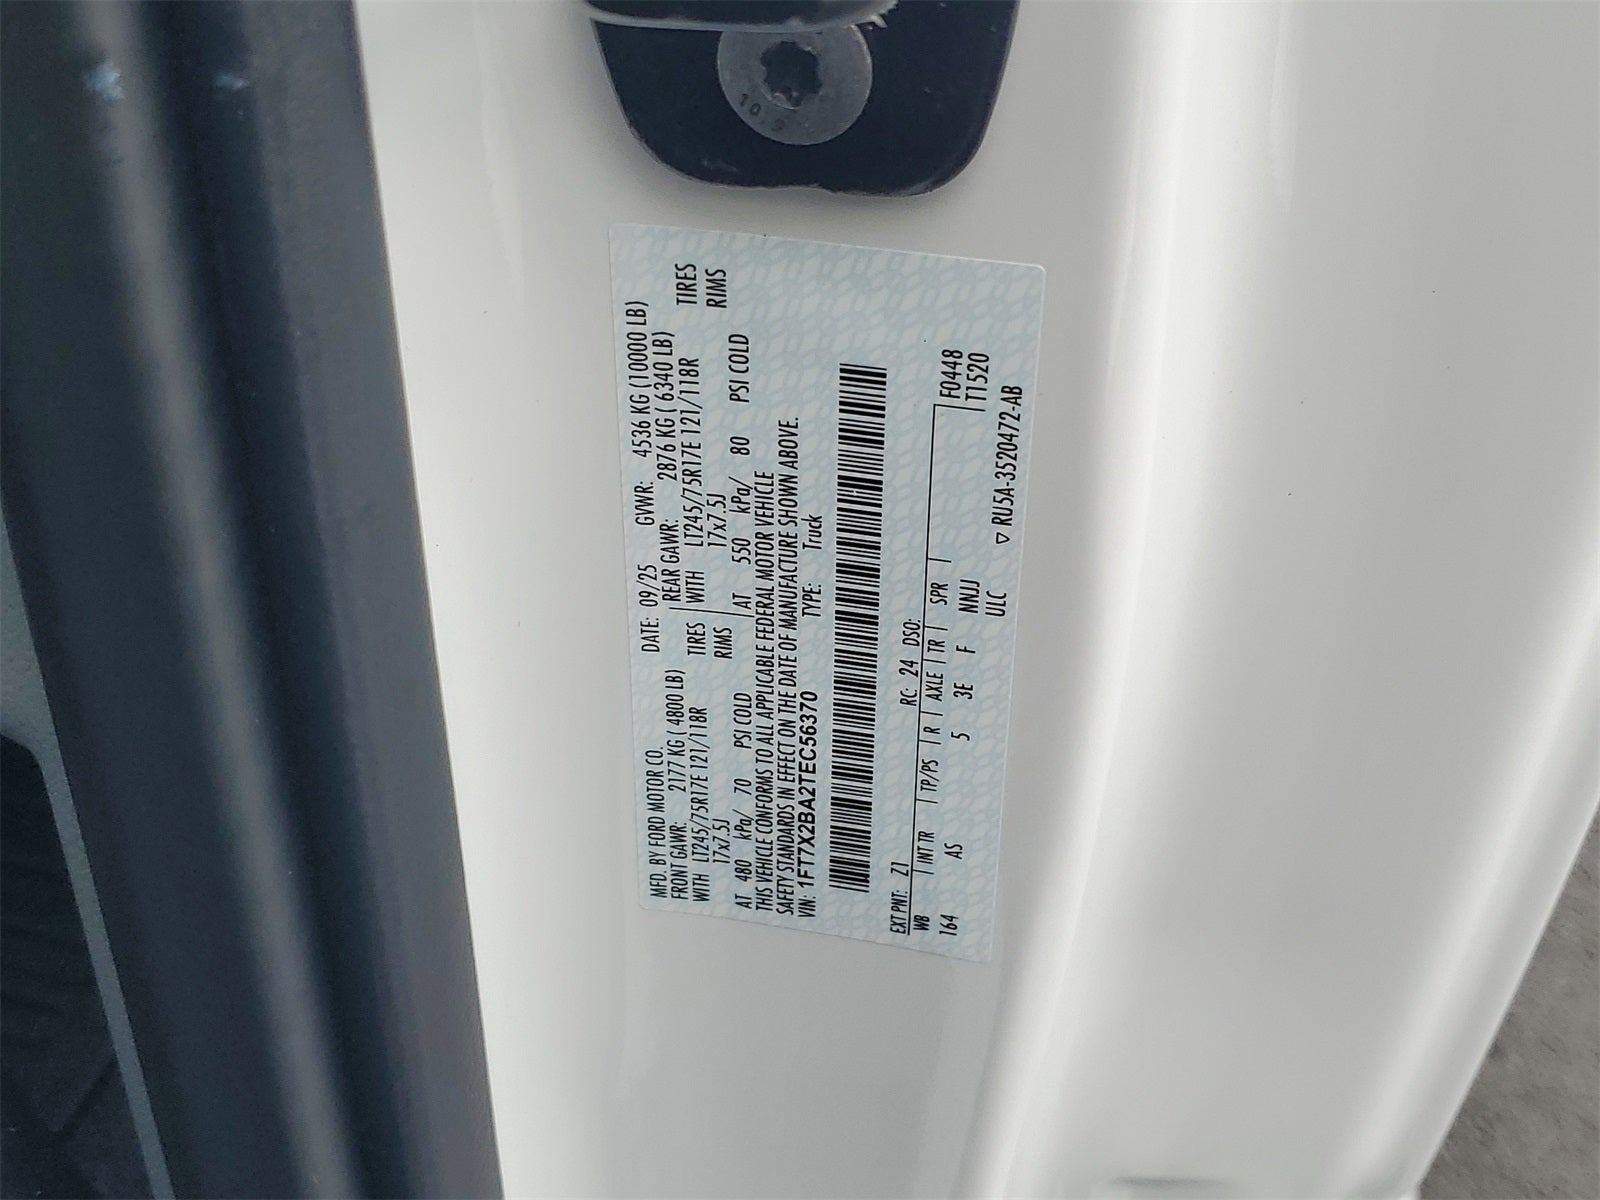 10.9
MFD. BY FORD MOTOR CO. DATE: 09/25 GVWR: 4536 KG (10000 LB)
FRONT GAWR: 2177 KG ( 4800 LB) REAR GAWR: 2876 KG ( 6340 LB)
WITH LT245/75R17E 121/118R TIRES WITH LT245/75R17E 121/118R TIRES
17x7.5J RIMS 17x7.5J RIMS
AT 480 kPa/ 70 PSI COLD AT 550 kPa/ 80 PSI COLD
THIS VEHICLE CONFORMS TO ALL APPLICABLE FEDERAL MOTOR VEHICLE
SAFETY STANDARDS IN EFFECT ON THE DATE OF MANUFACTURE SHOWN ABOVE.
VIN: 1FT7X2BA2TEC56370 TYPE: Truck
EXT PNT: Z1 RC: 24 DSO:
WB INT TR TP/PS R AXLE TR SPR F0448
164 AS 5 3E F NNJJ T1520
ULC
▽ RU5A-3520472-AB